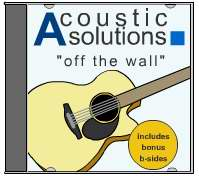 Acoustic
solutions
"off the wall"
includes
bonus
b-sides